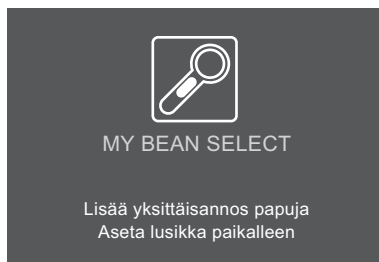 MY BEAN SELECT
Lisää yksittäisannos papuja
Aseta lusikka paikalleen